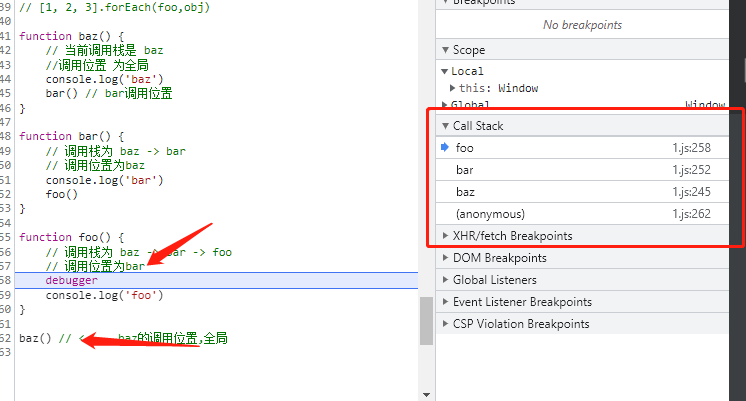 39 // [1, 2, 3].forEach(foo,obj)
40
41 function baz() {
42 // 当前调用栈是 baz
43 //调用位置 为全局
44 console.log('baz')
45 bar() // bar调用位置
46 }
47
48 function bar() {
49 // 调用栈为 baz -> bar
50 // 调用位置为baz
51 console.log('bar')
52 foo()
53 }
54
55 function foo() {
56 // 调用栈为 baz -> bar -> foo
57 // 调用位置为bar
58 debugger
59 console.log('foo')
60 }
61
62 baz() // baz的调用位置,全局
63
Breakpoints
No breakpoints
Scope
Local
this: Window
Global Window
Call Stack
foo 1.js:258
bar 1.js:252
baz 1.js:245
(anonymous) 1.js:262
XHR/fetch Breakpoints
DOM Breakpoints
Global Listeners
Event Listener Breakpoints
CSP Violation Breakpoints